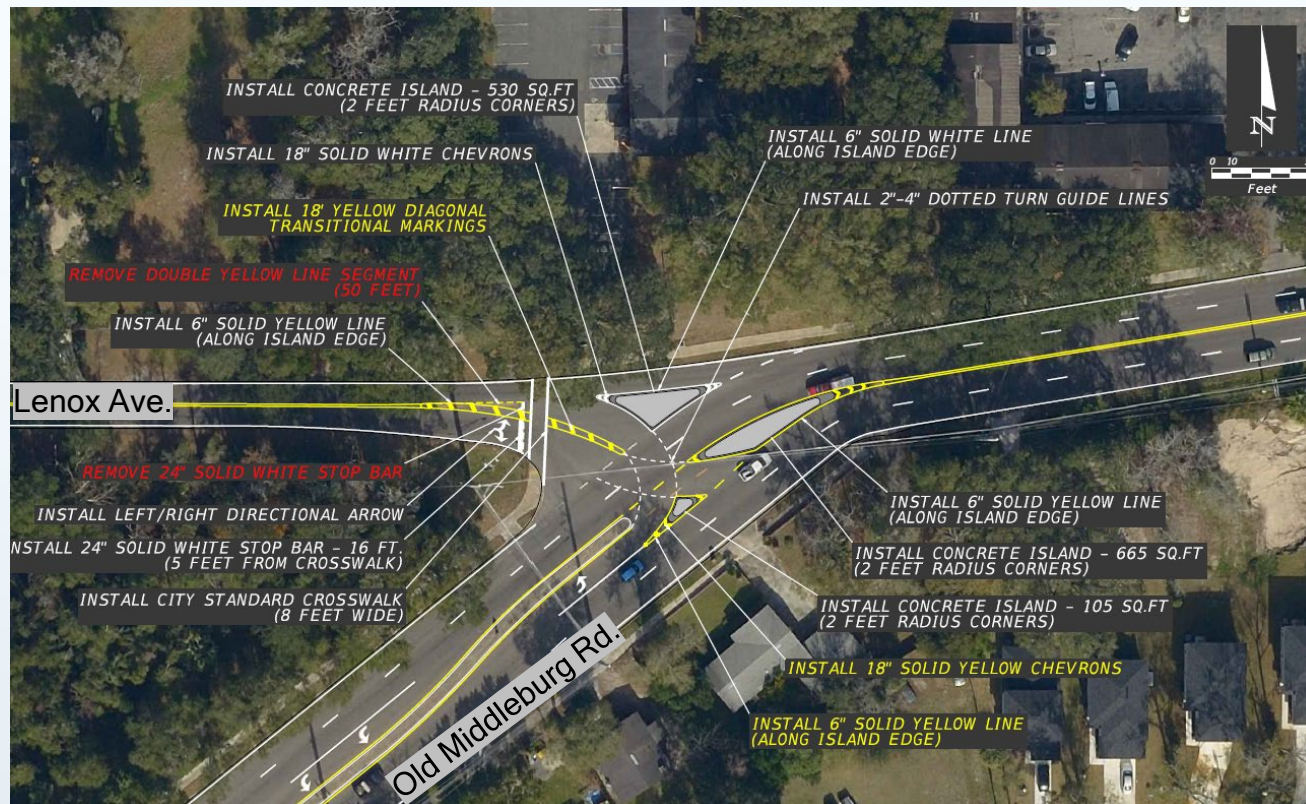 INSTALL CONCRETE ISLAND – 530 SQ.FT
(2 FEET RADIUS CORNERS)
INSTALL 18" SOLID WHITE CHEVRONS
INSTALL 18' YELLOW DIAGONAL
TRANSITIONAL MARKINGS
REMOVE DOUBLE YELLOW LINE SEGMENT
(50 FEET)
INSTALL 6" SOLID YELLOW LINE
(ALONG ISLAND EDGE)
Lenox Ave.
REMOVE 24" SOLID WHITE STOP BAR
INSTALL LEFT/RIGHT DIRECTIONAL ARROW
NSTALL 24" SOLID WHITE STOP BAR – 16 FT.
(5 FEET FROM CROSSWALK)
INSTALL CITY STANDARD CROSSWALK
(8 FEET WIDE)
Old Middleburg Rd.
INSTALL 6" SOLID WHITE LINE
(ALONG ISLAND EDGE)
INSTALL 2"–4" DOTTED TURN GUIDE LINES
N
0 10
Feet
INSTALL 6" SOLID YELLOW LINE
(ALONG ISLAND EDGE)
INSTALL CONCRETE ISLAND – 665 SQ.FT
(2 FEET RADIUS CORNERS)
INSTALL CONCRETE ISLAND – 105 SQ.FT
(2 FEET RADIUS CORNERS)
INSTALL 18" SOLID YELLOW CHEVRONS
INSTALL 6" SOLID YELLOW LINE
(ALONG ISLAND EDGE)